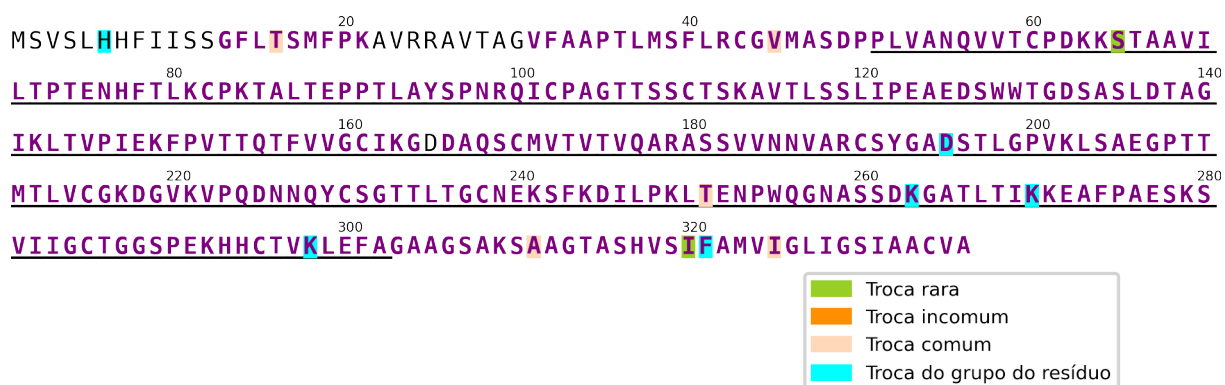 20 40 60
MSVSLHHFIISSGFLTSMFPKAVRRAVTAGVFAAPTLMSFLRCGVMASDPPLVANQVVTCPDKKSTAAVI
80 100 120 140
LTPTENHFTLKCPKTALTEPPTLAYSPNRQICPAGTTSSCTSKAVTLSSLIPEAEDSWWTGDSASLDTAG
160 180 200
IKLTVPIEKFPVTTQTFVVGCIKGDDAQSCMVTVTVQARASSVVNNVARCSYGADSTLGPVKLSAEGPTT
220 240 260 280
MTLVCGKDGVKVPQDNNQYCSGTTLTGCNEKSFKDILPKLTENPWQGNASSDKGATLTIKKEAFPAESKS
300 320
VIIGCTGGSPEKHHCTVKLEFAGAAGSAKSAAGTASHVSIFAMVIGLIGSIAACVA
Troca rara
Troca incomum
Troca comum
Troca do grupo do resíduo